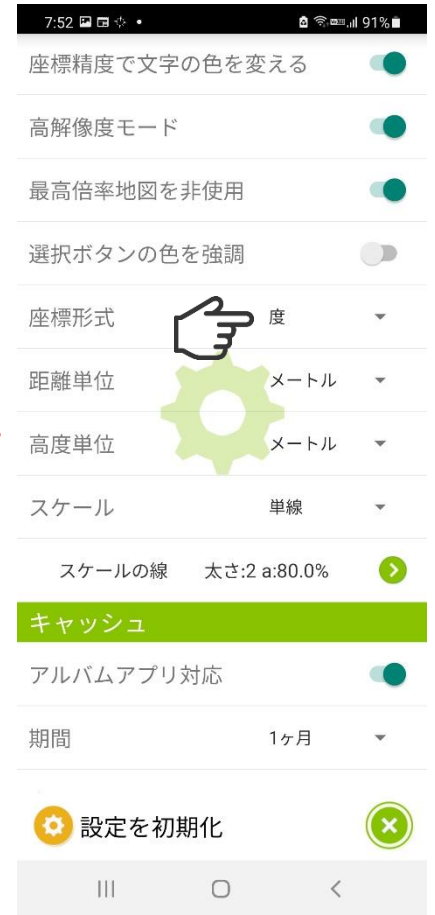 7:52 91%
座標精度で文字の色を変える
高解像度モード
最高倍率地図を非使用
選択ボタンの色を強調
座標形式 度
距離単位 メートル
高度単位 メートル
スケール 単線
スケールの線 太さ:2 a:80.0%
キャッシュ
アルバムアプリ対応
期間 1ヶ月
設定を初期化